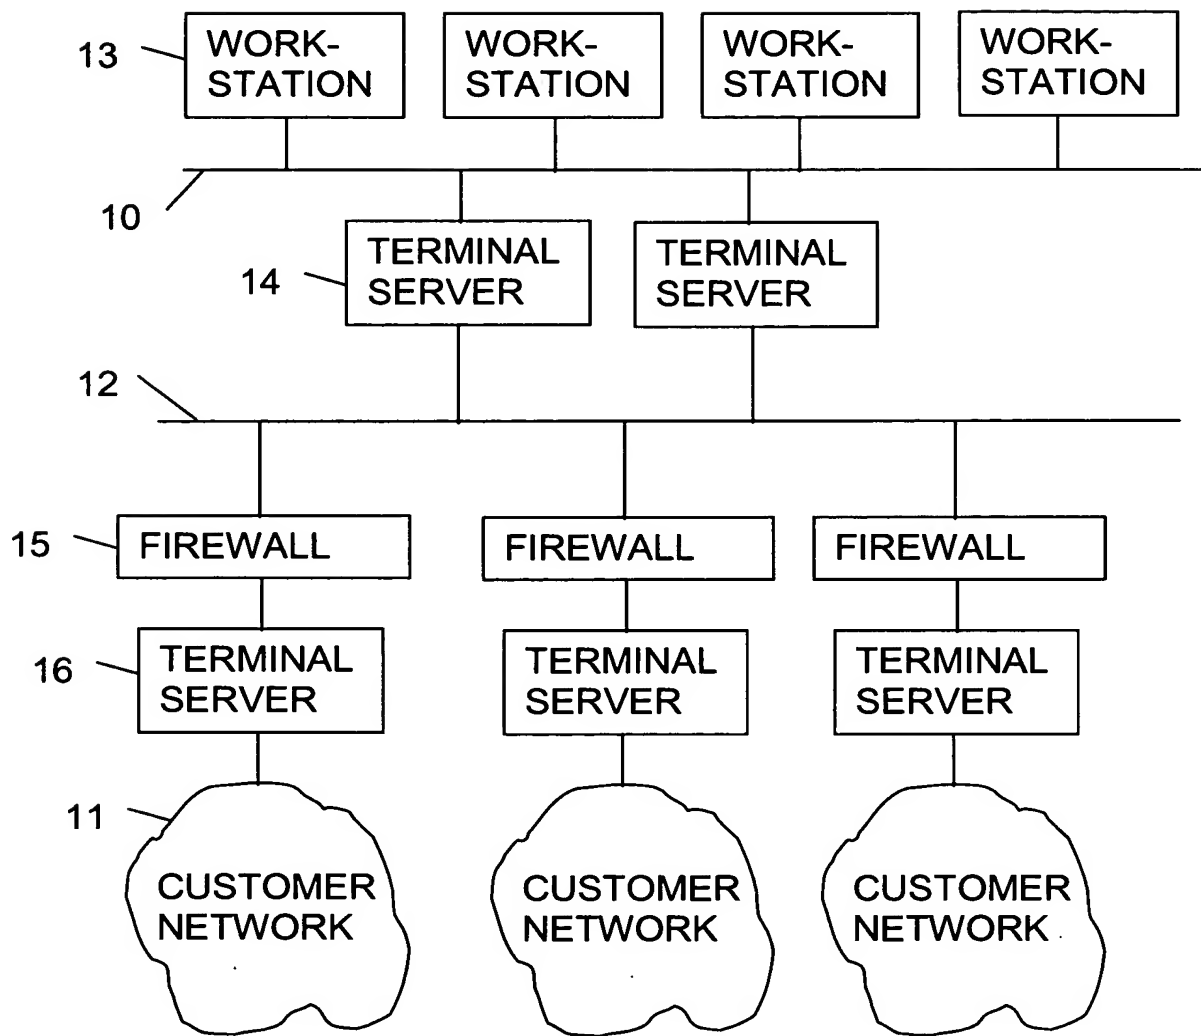 13
WORK-
STATION
WORK-
STATION
WORK-
STATION
WORK-
STATION
10
14
TERMINAL
SERVER
TERMINAL
SERVER
12
15
FIREWALL
FIREWALL
FIREWALL
16
TERMINAL
SERVER
TERMINAL
SERVER
TERMINAL
SERVER
11
CUSTOMER
NETWORK
CUSTOMER
NETWORK
CUSTOMER
NETWORK